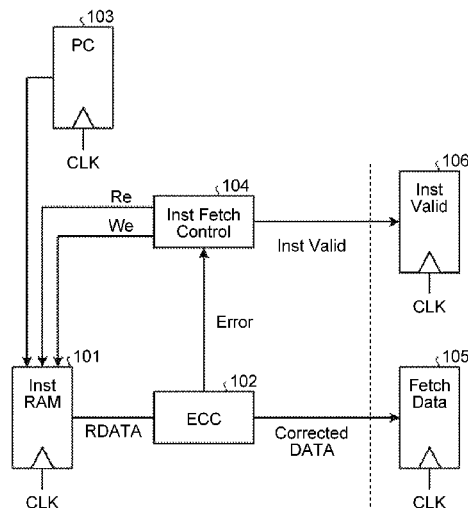 103
PC
CLK
106
Inst
Valid
CLK
104
Re
Inst Fetch
Control
We
Inst Valid
Error
101
Inst
RAM
CLK
102
ECC
RDATA
Corrected
DATA
105
Fetch
Data
CLK